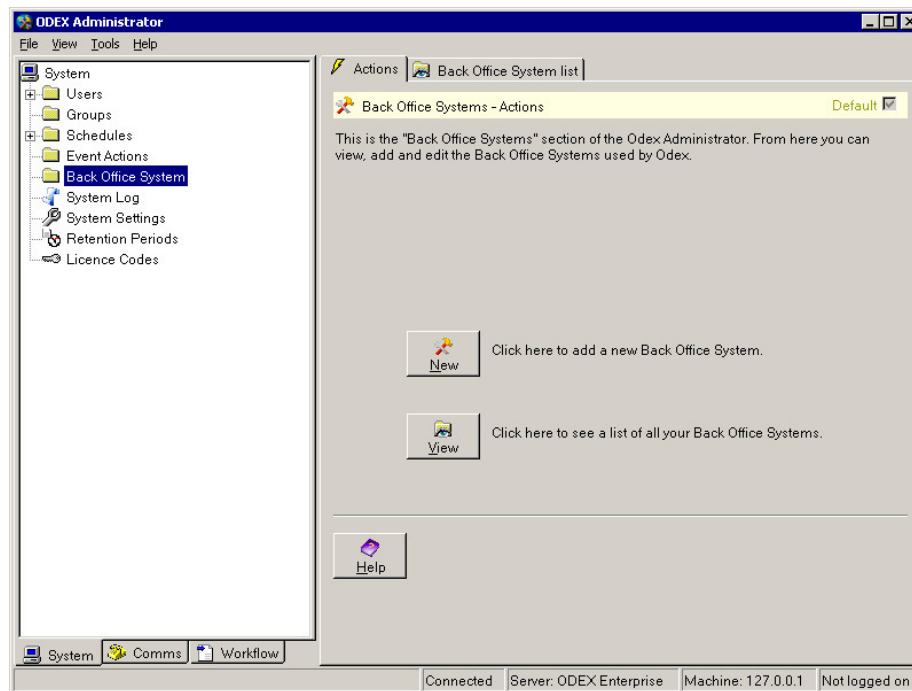 ODEX Administrator
File View Tools Help
System
Users
Groups
Schedules
Event Actions
Back Office System
System Log
System Settings
Retention Periods
Licence Codes
Actions
Back Office System list
Back Office Systems - Actions
Default
This is the "Back Office Systems" section of the Odex Administrator. From here you can
view, add and edit the Back Office Systems used by Odex.
New
Click here to add a new Back Office System.
View
Click here to see a list of all your Back Office Systems.
Help
System
Comms
Workflow
Connected
Server: ODEX Enterprise
Machine: 127.0.0.1
Not logged on